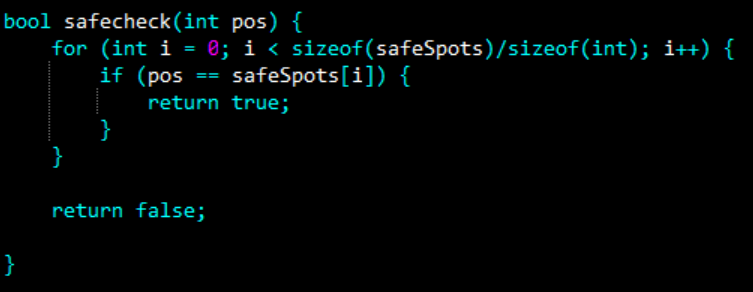 bool safecheck(int pos) {
    for (int i = 0; i < sizeof(safeSpots)/sizeof(int); i++) {
        if (pos == safeSpots[i]) {
            return true;
        }
    }

    return false;

}